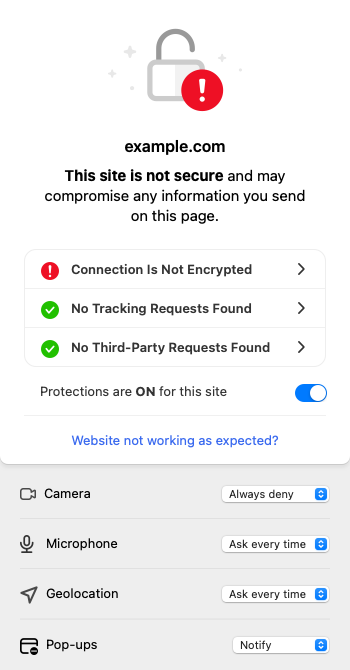 example.com
This site is not secure and may
compromise any information you send
on this page.
Connection Is Not Encrypted
No Tracking Requests Found
No Third-Party Requests Found
Protections are ON for this site
Website not working as expected?
Camera Always deny
Microphone Ask every time
Geolocation Ask every time
Pop-ups Notify